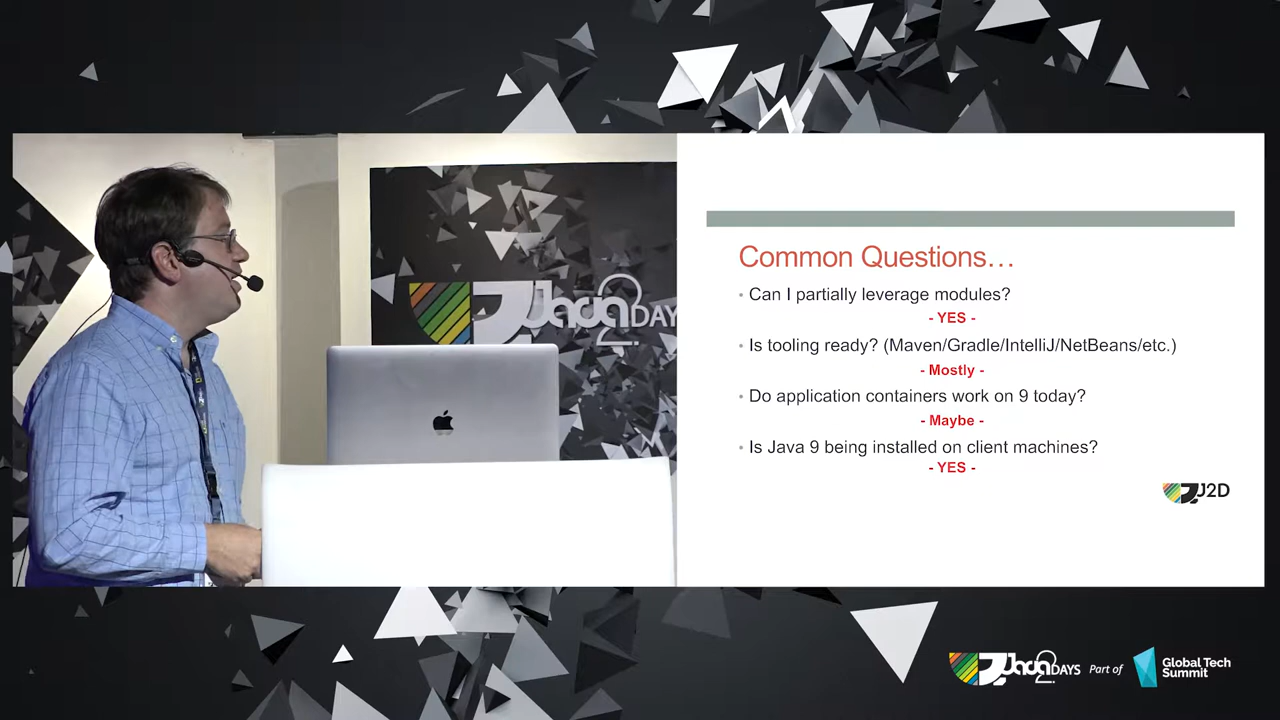 Java2DAY
Common Questions…
• Can I partially leverage modules?
- YES -
• Is tooling ready? (Maven/Gradle/IntelliJ/NetBeans/etc.)
- Mostly -
• Do application containers work on 9 today?
- Maybe -
• Is Java 9 being installed on client machines?
- YES -
J2D
Java2DAYS
Part of
Global Tech
Summit